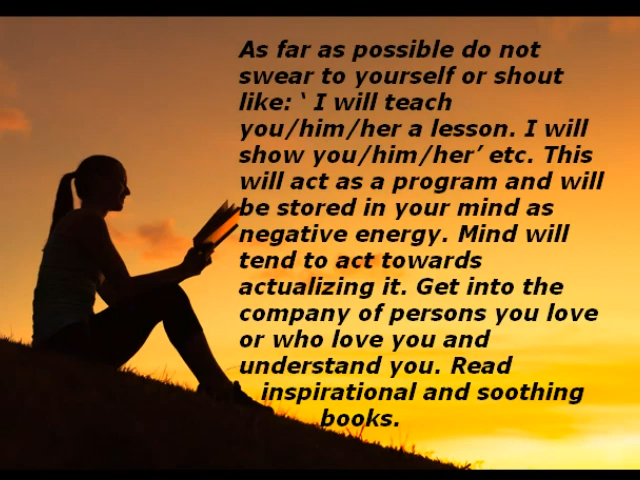 As far as possible do not
swear to yourself or shout
like: ‵ I will teach
you/him/her a lesson. I will
show you/him/her’ etc. This
will act as a program and will
be stored in your mind as
negative energy. Mind will
tend to act towards
actualizing it. Get into the
company of persons you love
or who love you and
understand you. Read
inspirational and soothing
books.